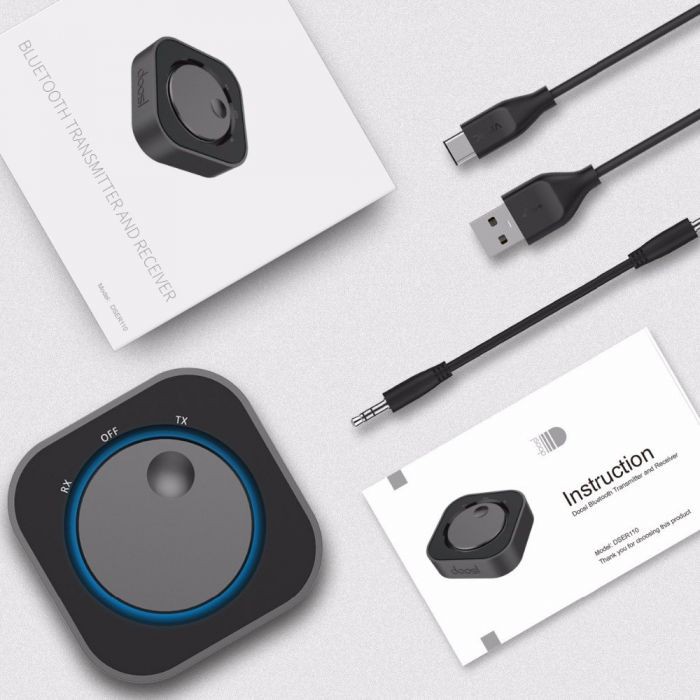 doosl
BLUETOOTH TRANSMITTER AND RECEIVER
Model: DSER110
RX
OFF
TX
doosl
Instruction
Doosl Bluetooth Transmitter and Receiver
Model: DSER110
Thank you for choosing this product
doosl